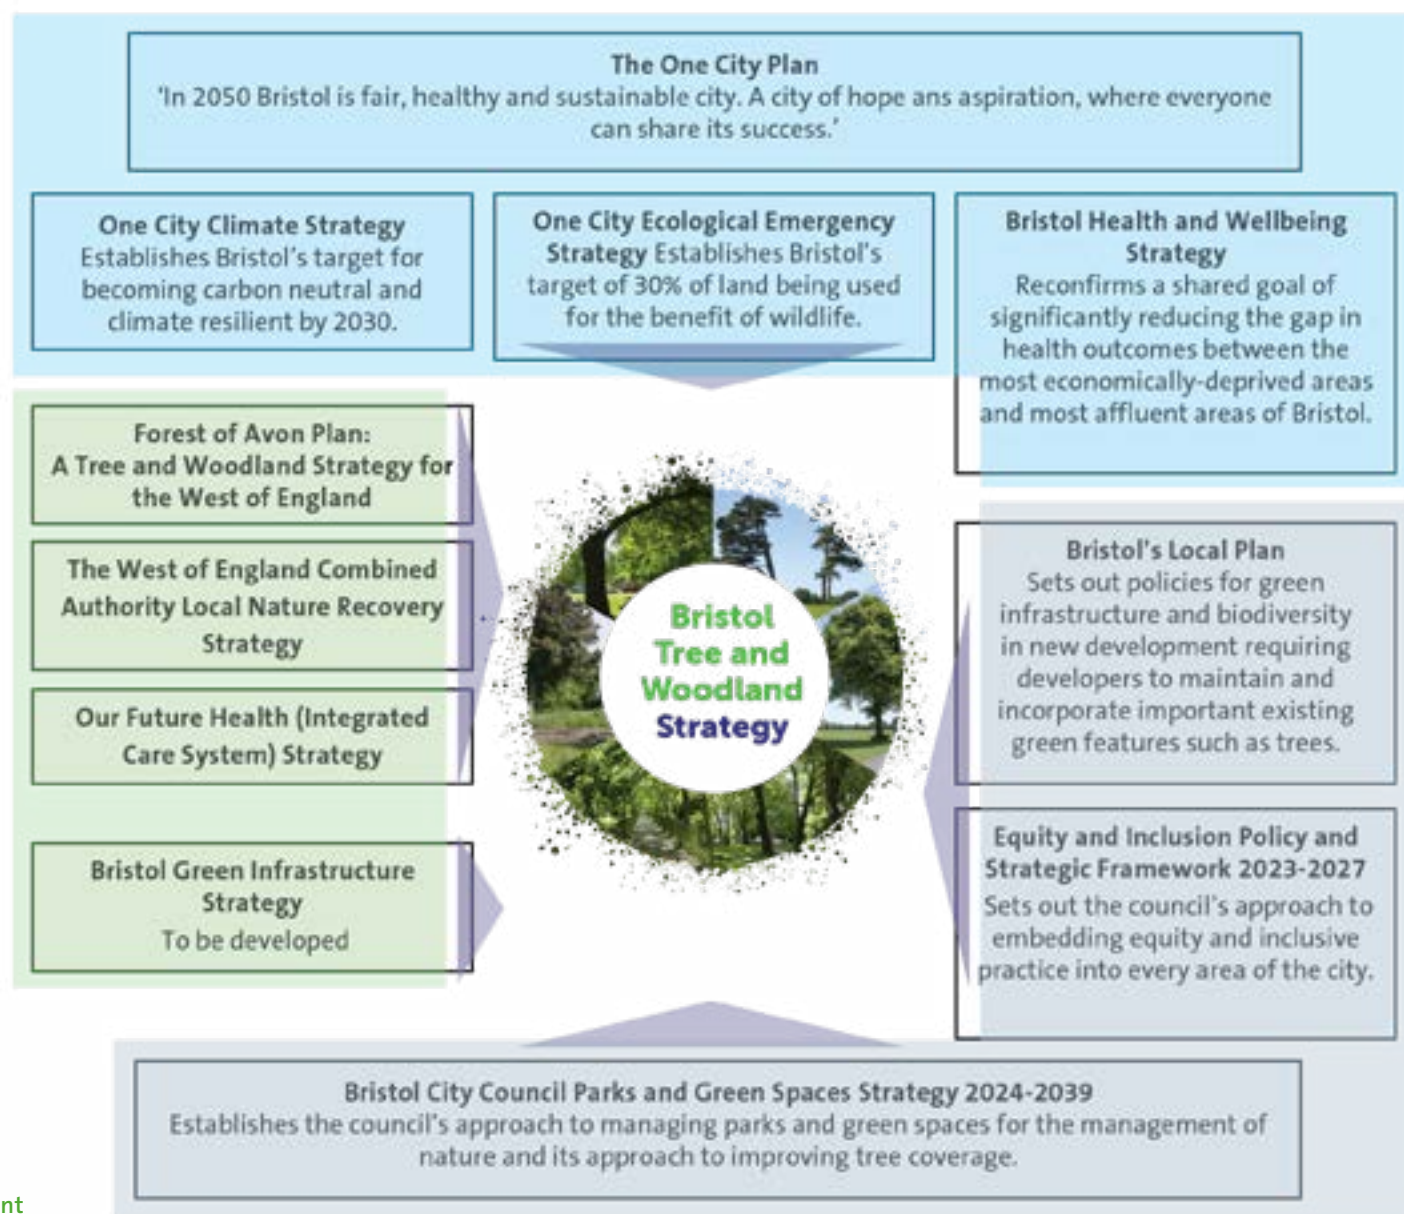 The One City Plan
'In 2050 Bristol is fair, healthy and sustainable city. A city of hope ans aspiration, where everyone
can share its success.'
One City Climate Strategy
Establishes Bristol's target for
becoming carbon neutral and
climate resilient by 2030.
One City Ecological Emergency
Strategy Establishes Bristol's
target of 30% of land being used
for the benefit of wildlife.
Bristol Health and Wellbeing
Strategy
Reconfirms a shared goal of
significantly reducing the gap in
health outcomes between the
most economically-deprived areas
and most affluent areas of Bristol.
Forest of Avon Plan:
A Tree and Woodland Strategy for
the West of England
The West of England Combined
Authority Local Nature Recovery
Strategy
Our Future Health (Integrated
Care System) Strategy
Bristol Green Infrastructure
Strategy
To be developed
Bristol
Tree and
Woodland
Strategy
Bristol's Local Plan
Sets out policies for green
infrastructure and biodiversity
in new development requiring
developers to maintain and
incorporate important existing
green features such as trees.
Equity and Inclusion Policy and
Strategic Framework 2023-2027
Sets out the council's approach to
embedding equity and inclusive
practice into every area of the city.
Bristol City Council Parks and Green Spaces Strategy 2024-2039
Establishes the council's approach to managing parks and green spaces for the management of
nature and its approach to improving tree coverage.
nt